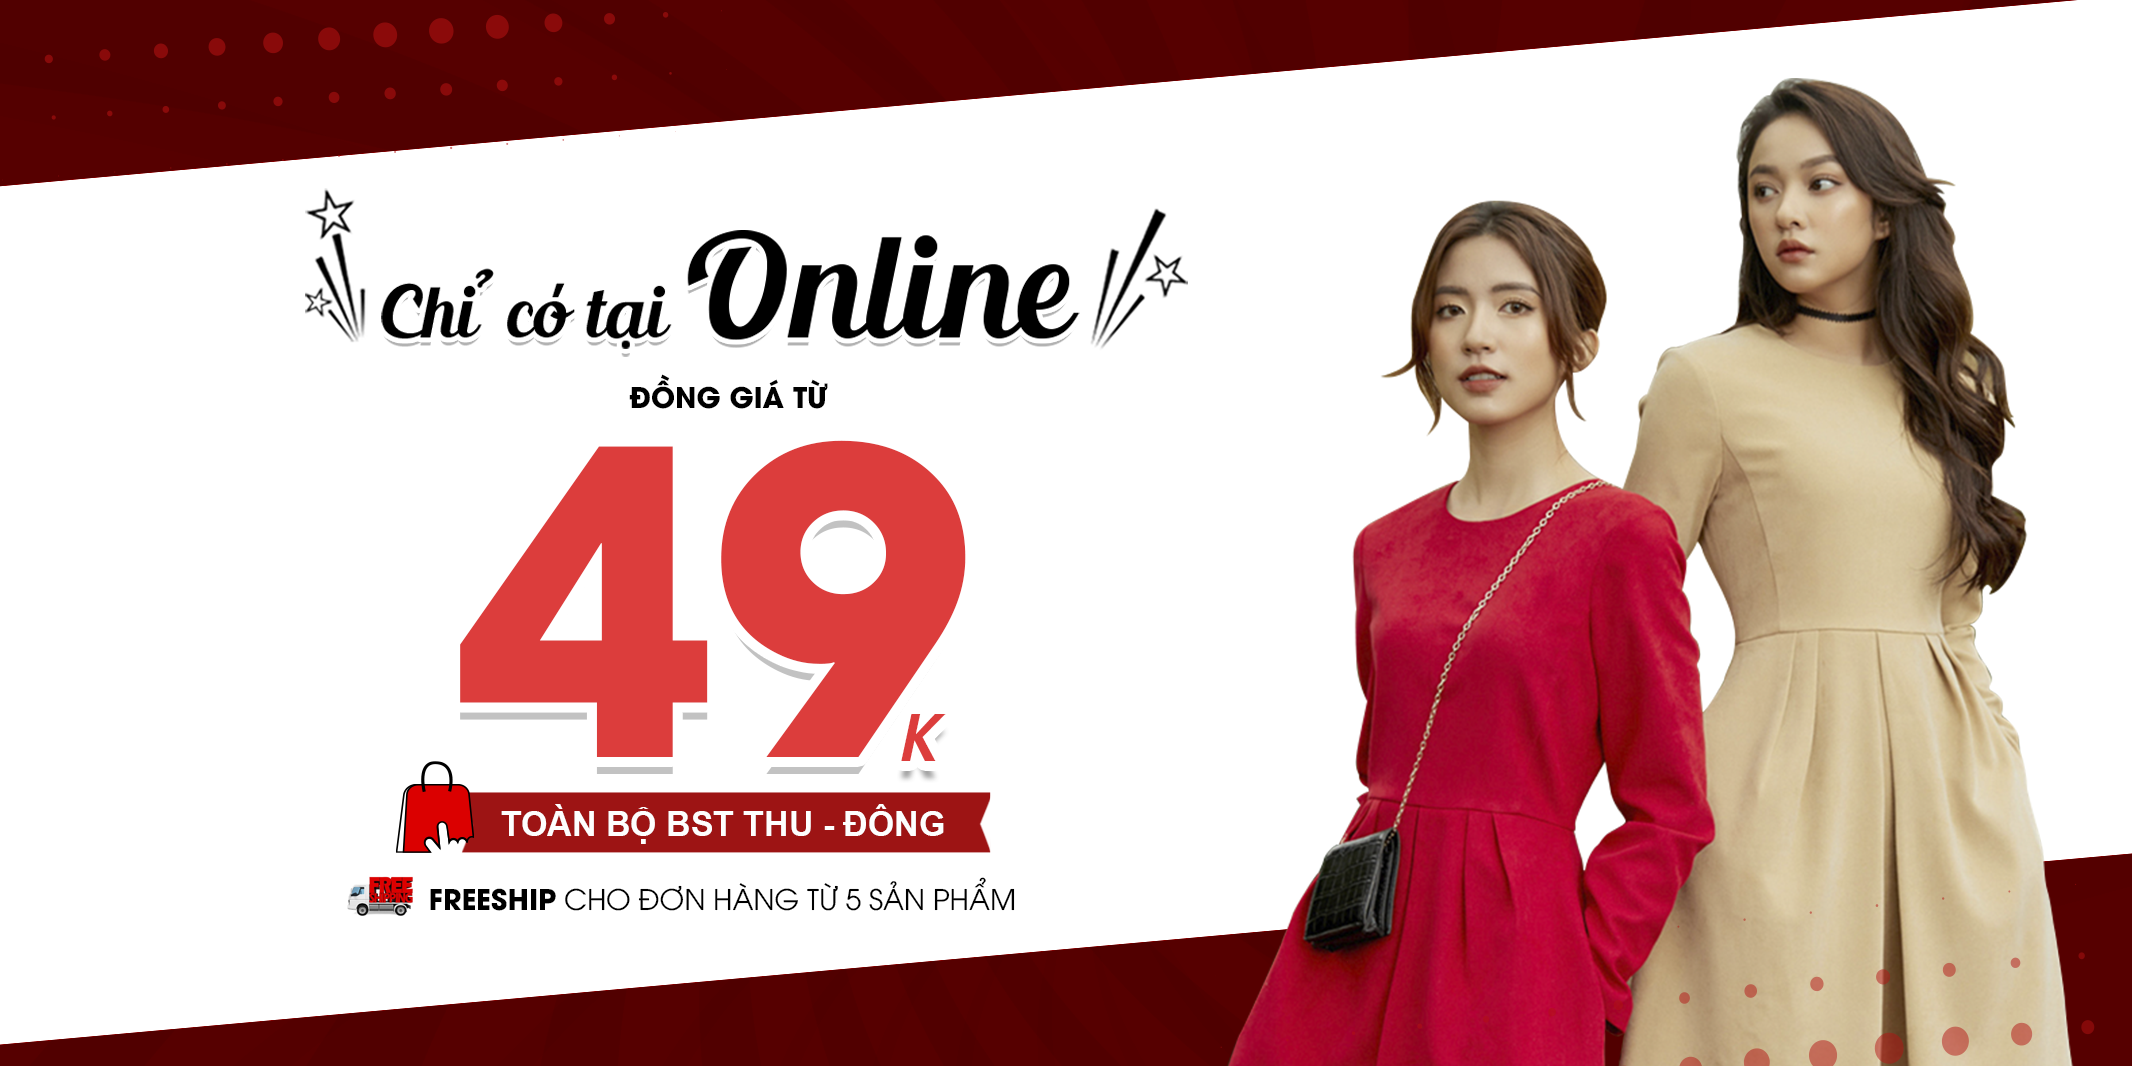 Chỉ có tại Online
ĐỒNG GIÁ TỪ
49K
TOÀN BỘ BST THU - ĐÔNG
FREE
FREESHIP CHO ĐƠN HÀNG TỪ 5 SẢN PHẨM